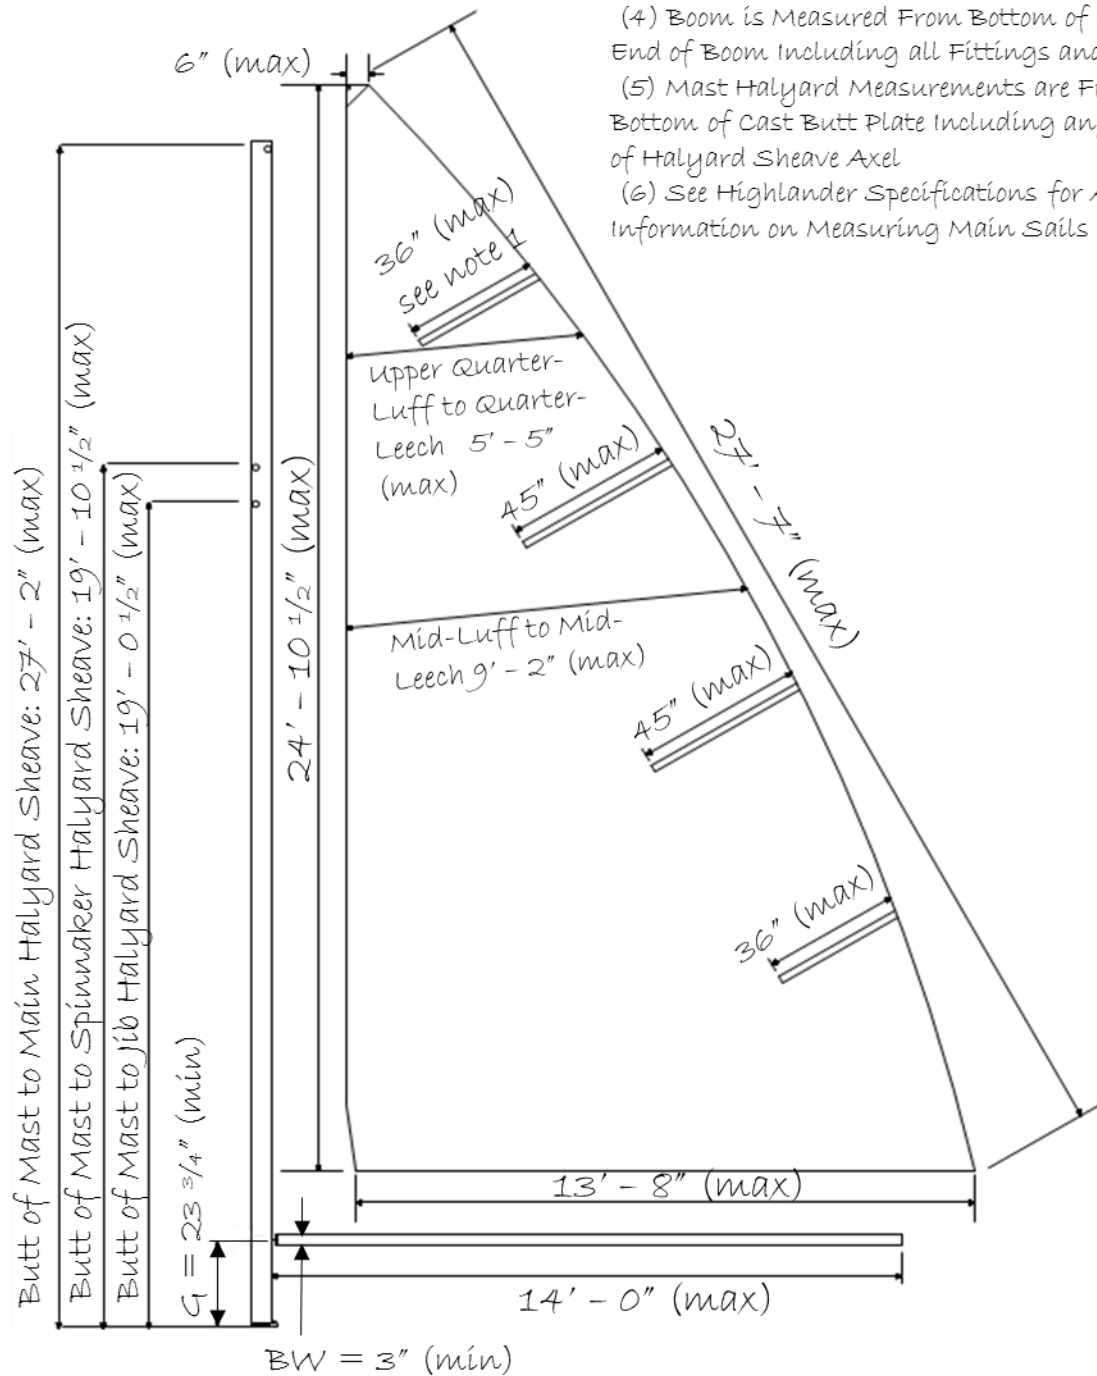 (4) Boom is Measured From Bottom of
End of Boom Including all Fittings and
(5) Mast Halyard Measurements are
Bottom of Cast Butt Plate Including
of Halyard Sheave Axel
(6) See Highlander Specifications for
Information on Measuring Main Sails
6" (max)
36" (max)
see note 1
Upper Quarter-
Luff to Quarter-
Leech 5' - 5"
(max)
45" (max)
27' - 7" (max)
Mid-Luff to Mid-
Leech 9' - 2" (max)
45" (max)
36" (max)
24' - 10 1/2" (max)
Butt of Mast to Main Halyard Sheave: 27' - 2" (max)
Butt of Mast to Spinnaker Halyard Sheave: 19' - 10 1/2" (max)
Butt of Mast to Jib Halyard Sheave: 19' - 0 1/2" (max)
G = 23 3/4" (min)
13' - 8" (max)
14' - 0" (max)
BW = 3" (min)